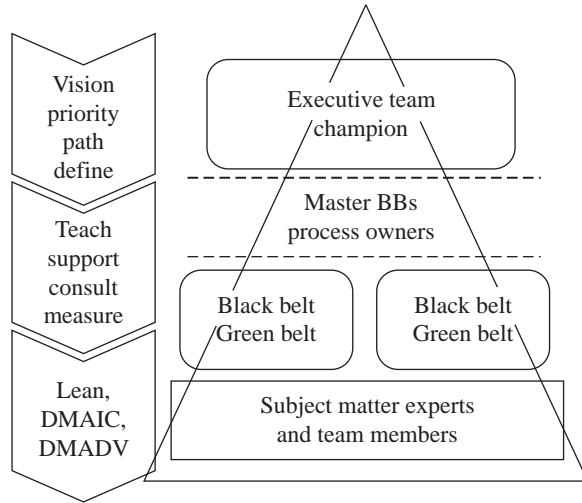 Vision
priority
path
define
Executive team
champion
Teach
support
consult
measure
Master BBs
process owners
Black belt
Green belt
Black belt
Green belt
Lean,
DMAIC,
DMADV
Subject matter experts
and team members